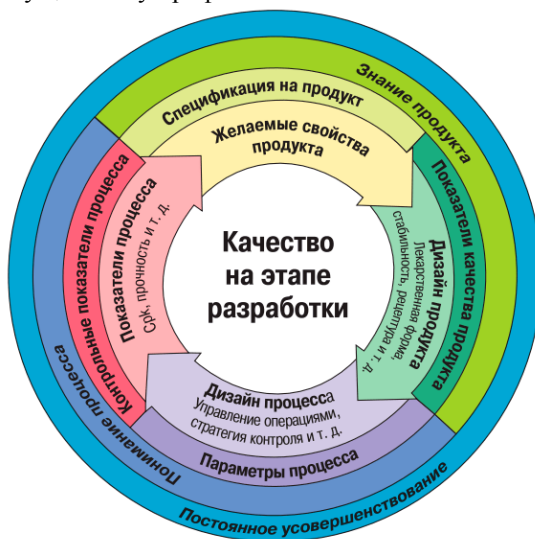 Знание продукта
Спецификация на продукт
Желаемые свойства
продукта
Показатели качества продукта
Дизайн продукта
Лекарственная форма,
стабильность, рецептура и т. д.
Качество
на этапе
разработки
Контрольные показатели процесса
Показатели процесса
Cpk, прочность и т. д.
Дизайн процесса
Управление операциями,
стратегия контроля и т. д.
Параметры процесса
Понимание процесса
Постоянное усовершенствование